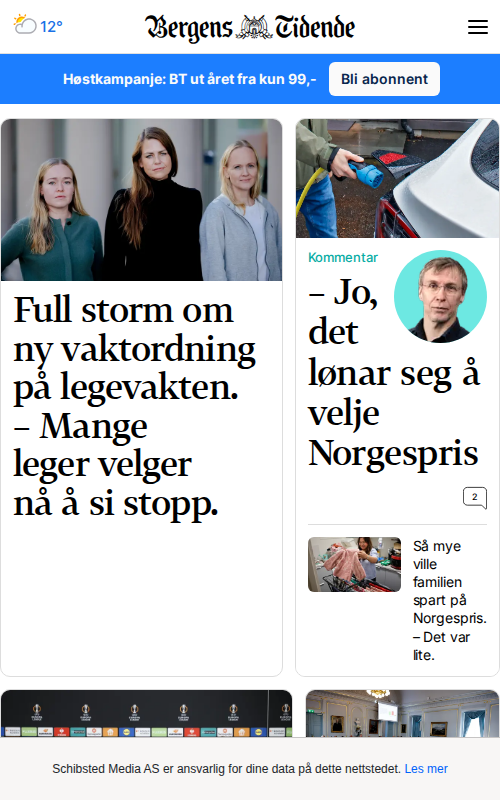 12°
Bergens Tidende
Høstkampanje: BT ut året fra kun 99,-
Bli abonnent
Full storm om
ny vaktordning
på legevakten.
– Mange
leger velger
nå å si stopp.
Kommentar
– Jo,
det
lønar seg å
velje
Norgespris
2
Så mye
ville
familien
spart på
Norgespris.
– Det var
lite.
Schibsted Media AS er ansvarlig for dine data på dette nettstedet. Les mer